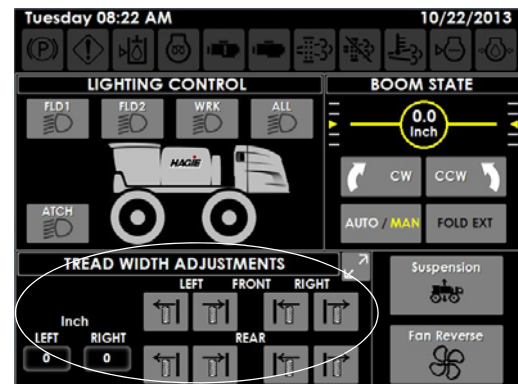 Tuesday 08:22 AM 10/22/2013
(P)
LIGHTING CONTROL
FLD1 FLD2 WRK ALL
HAGIE
ATCH
BOOM STATE
0.0
Inch
CW CCW
AUTO / MAN FOLD EXT
TREAD WIDTH ADJUSTMENTS
LEFT FRONT RIGHT
Inch
LEFT RIGHT
0 0
REAR
Suspension
Fan Reverse